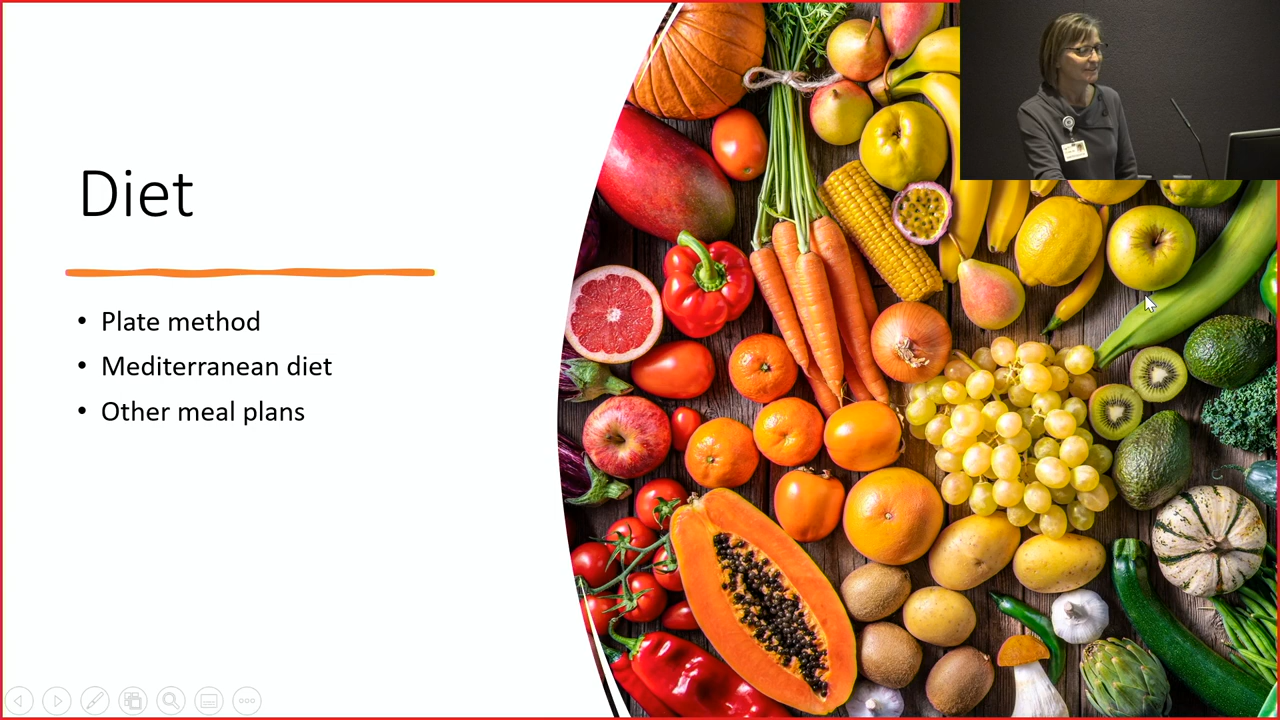 Diet
• Plate method
• Mediterranean diet
• Other meal plans